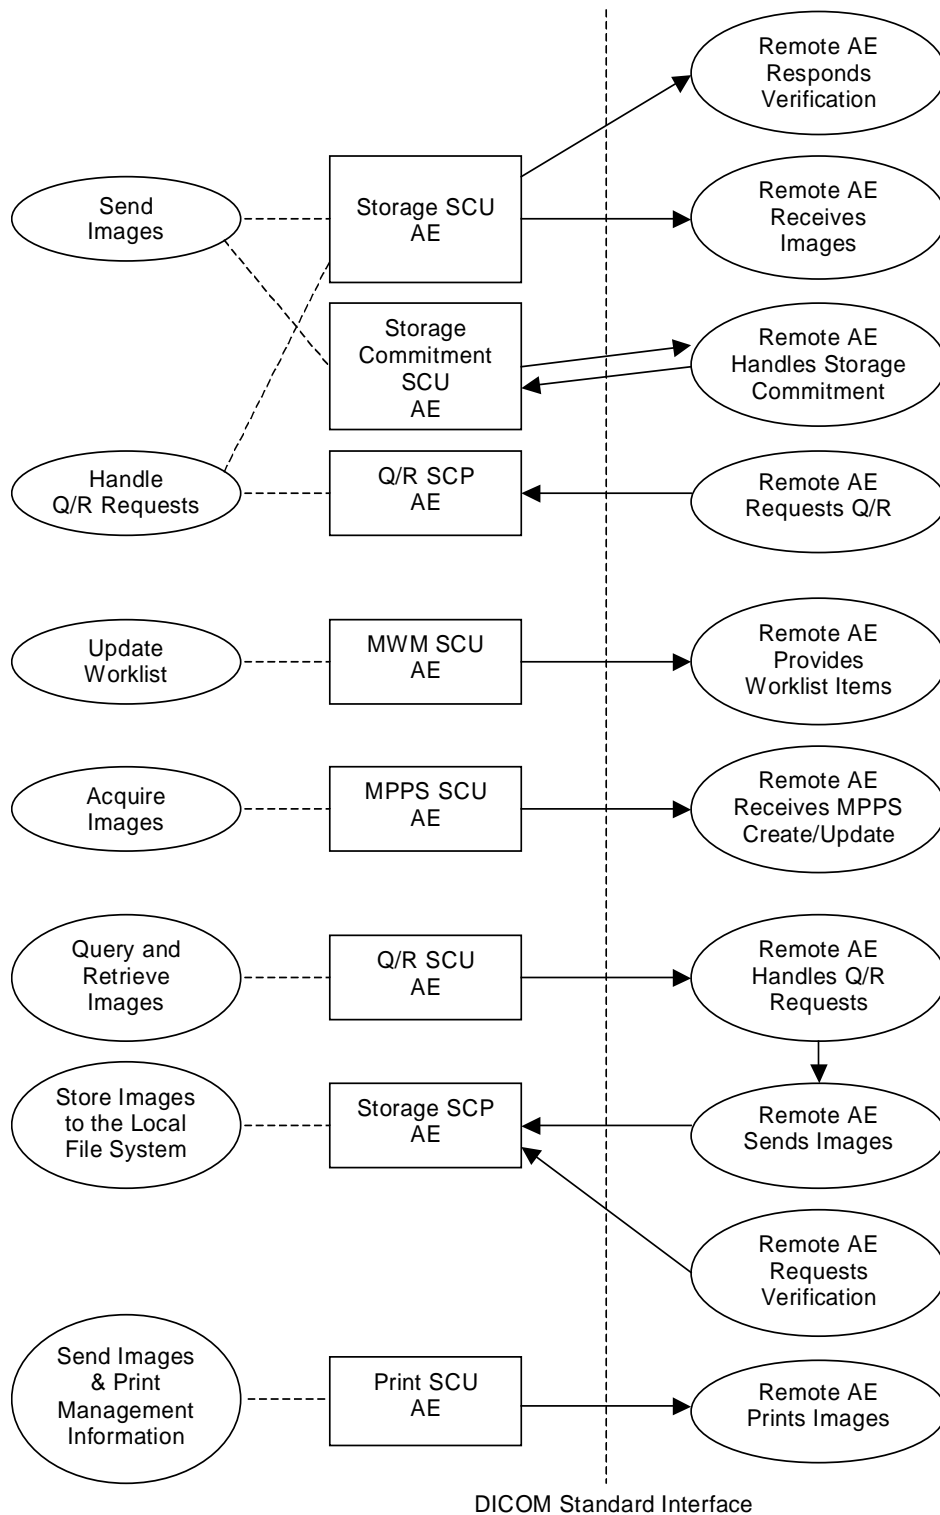 Remote AE
Responds
Verification
Send
Images
Storage SCU
AE
Remote AE
Receives
Images
Storage
Commitment
SCU
AE
Remote AE
Handles Storage
Commitment
Handle
Q/R Requests
Q/R SCP
AE
Remote AE
Requests Q/R
Update
Worklist
MWM SCU
AE
Remote AE
Provides
Worklist Items
Acquire
Images
MPPS SCU
AE
Remote AE
Receives MPPS
Create/Update
Query and
Retrieve
Images
Q/R SCU
AE
Remote AE
Handles Q/R
Requests
Store Images
to the Local
File System
Storage SCP
AE
Remote AE
Sends Images
Remote AE
Requests
Verification
Send Images
& Print
Management
Information
Print SCU
AE
Remote AE
Prints Images
DICOM Standard Interface